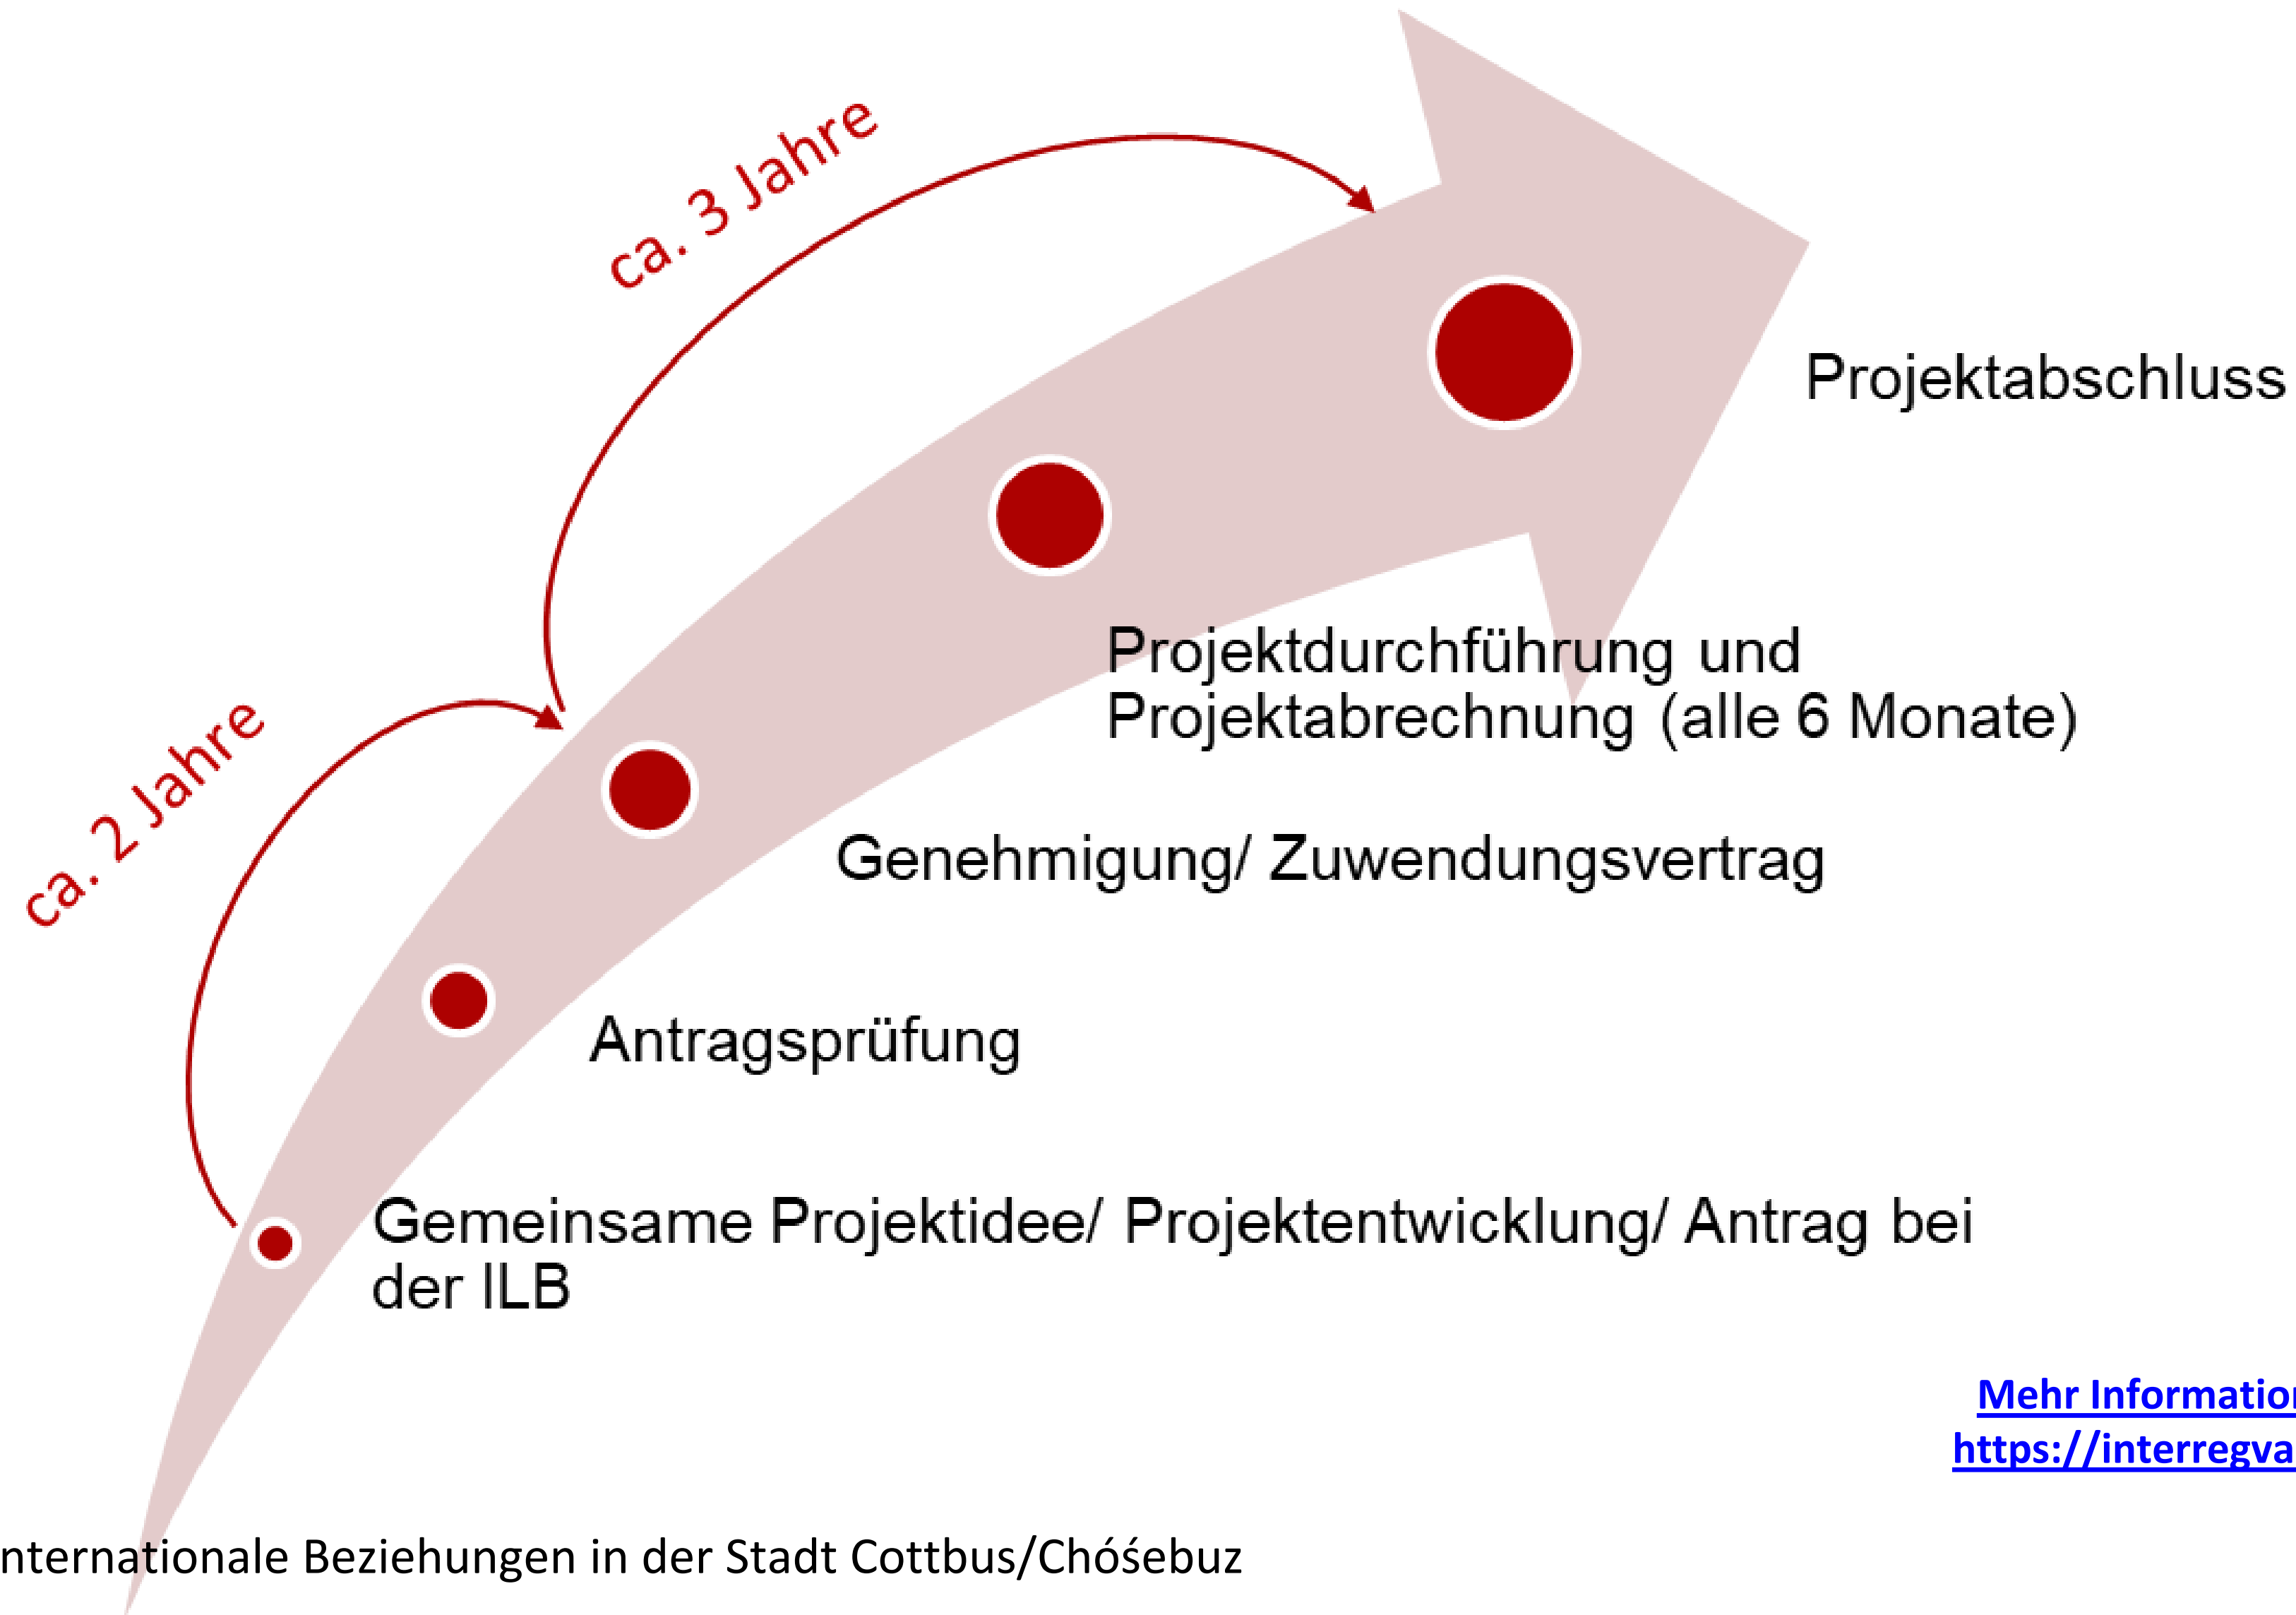 ca. 3 Jahre
Projektabschluss
Projektdurchführung und
Projektabrechnung (alle 6 Monate)
ca. 2 Jahre
Genehmigung/ Zuwendungsvertrag
Antragsprüfung
Gemeinsame Projektidee/ Projektentwicklung/ Antrag bei
der ILB
Mehr Information
https://interregva
nternationale Beziehungen in der Stadt Cottbus/Chóśebuz